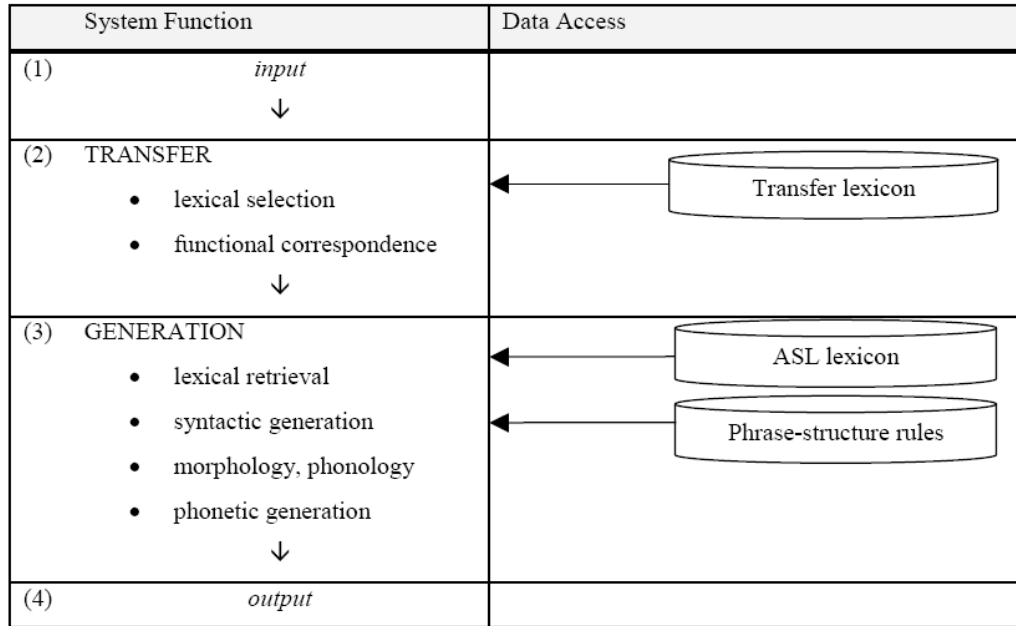 System Function Data Access
(1) input
↓
(2) TRANSFER
Transfer lexicon
• lexical selection
• functional correspondence
↓
(3) GENERATION
ASL lexicon
• lexical retrieval
• syntactic generation
Phrase-structure rules
• morphology, phonology
• phonetic generation
↓
(4) output